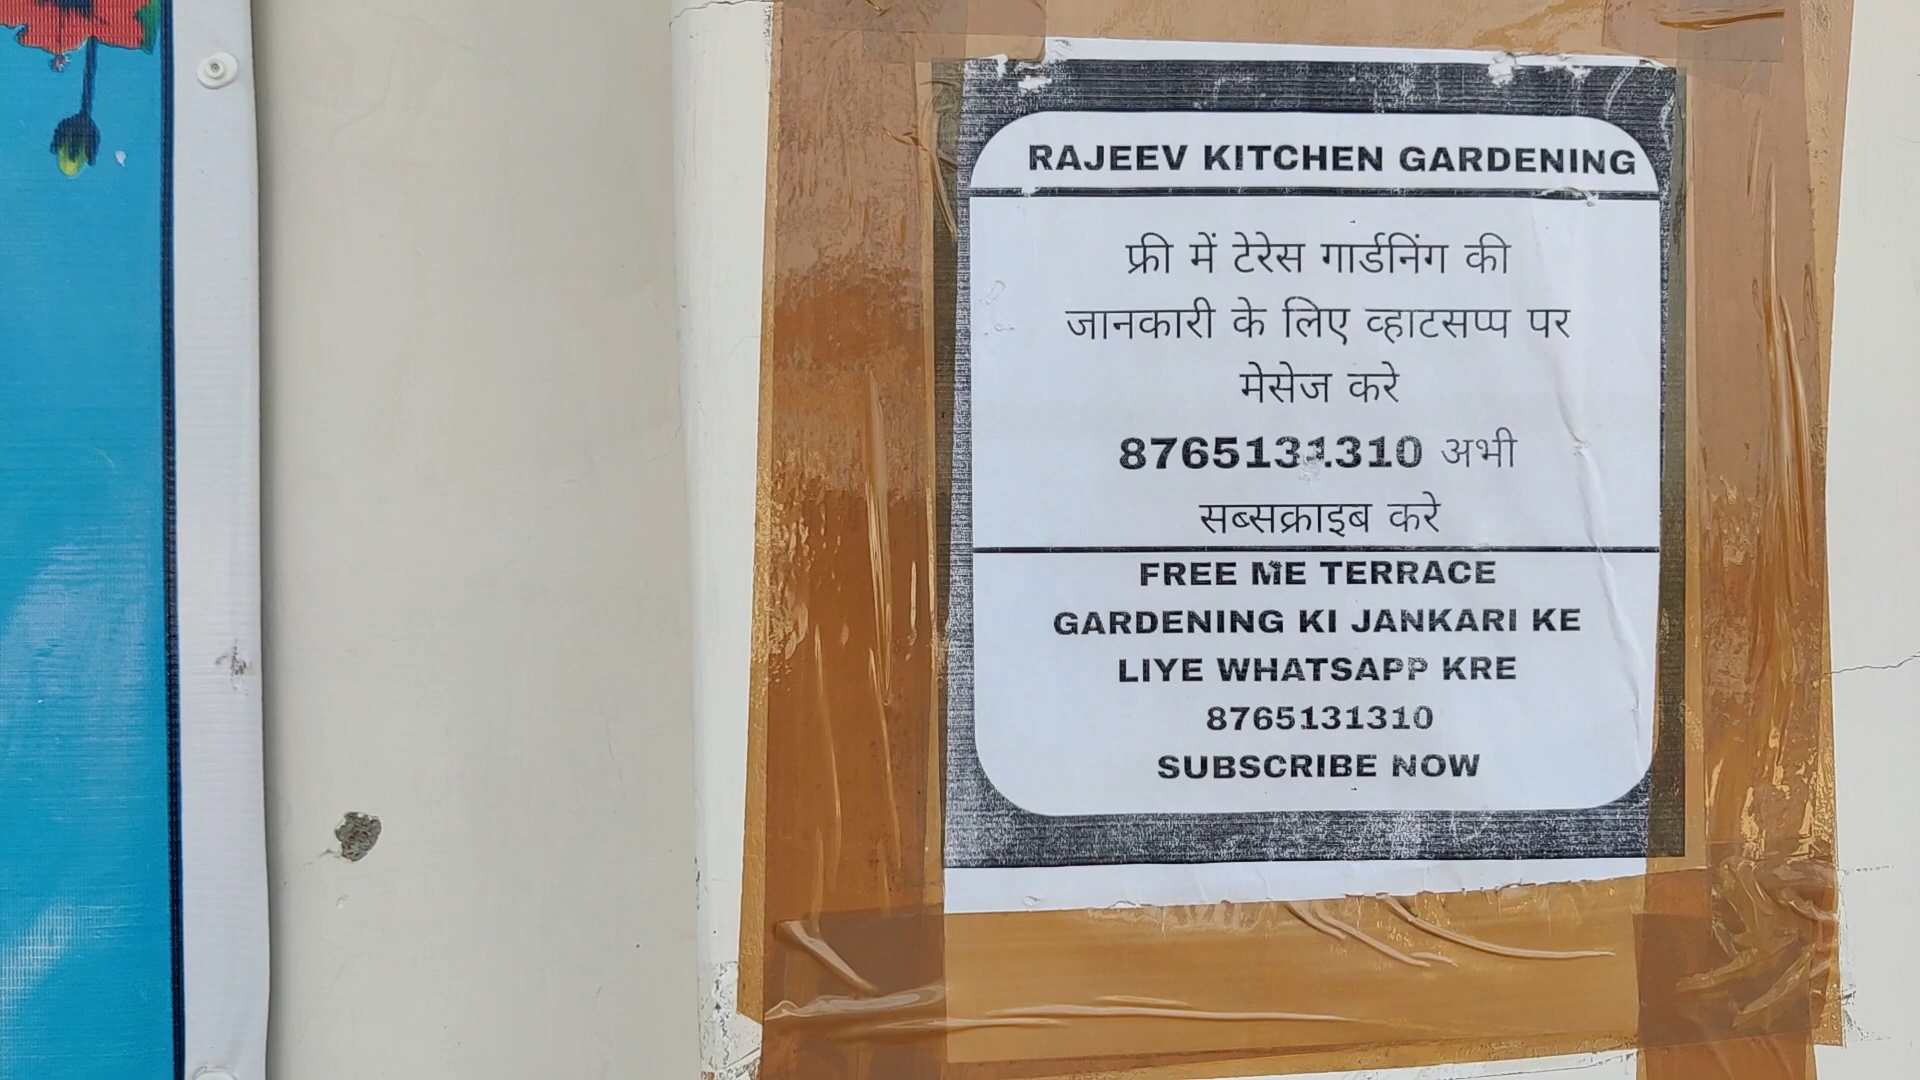 RAJEEV KITCHEN GARDENING
फ्री में टेरेस गार्डनिंग की
जानकारी के लिए व्हाटसप्प पर
मेसेज करे
8765131310 अभी
सब्सक्राइब करे
FREE ME TERRACE
GARDENING KI JANKARI KE
LIYE WHATSAPP KRE
8765131310
SUBSCRIBE NOW